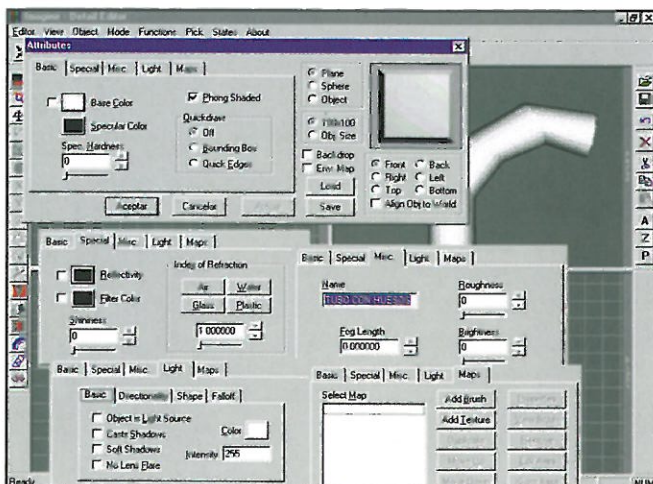 Imagine - Detail Editor
Editor View Object Mode Functions Pick States About
Attributes
Basic Special Misc. Light Maps
Base Color
Specular Color
Spec. Hardness
0
Phong Shaded
Quickdraw
Off
Bounding Box
Quick Edges
Plane
Sphere
Object
100x100
Obj Size
Backdrop
Env Map
Load
Save
Front Back
Right Left
Top Bottom
Align Obj to World
Aceptar
Cancelar
A
Z
P
Basic Special Misc. Light Maps
Reflectivity
Filter Color
Shininess
0
Index of Refraction
Air Water
Glass Plastic
1.000000
Basic Special Misc. Light Maps
Name
TUBO CON HUESOS
Fog Length
0.000000
Roughness
0
Brightness
0
Basic Special Misc. Light Maps
Basic Directionality Shape Falloff
Object is Light Source
Casts Shadows
Soft Shadows
No Lens Flare
Color
Intensity 255
Basic Special Misc. Light Maps
Select Map
Add Brush
Add Texture
Ready
NUM